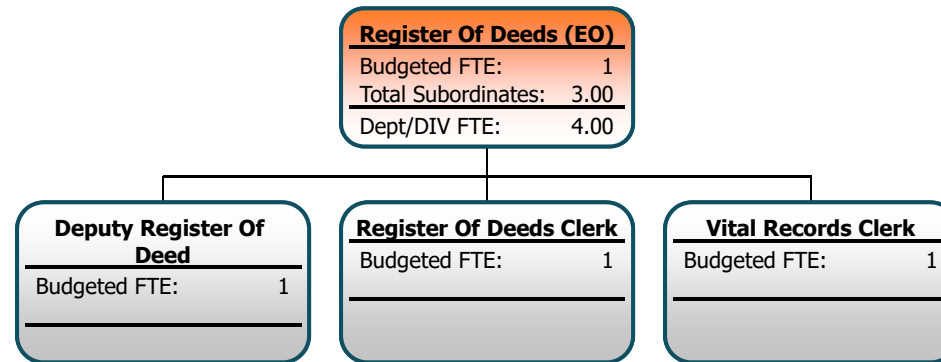 Register Of Deeds (EO)
Budgeted FTE: 1
Total Subordinates: 3.00
Dept/DIV FTE: 4.00
Deputy Register Of
Deed
Budgeted FTE: 1
Register Of Deeds Clerk
Budgeted FTE: 1
Vital Records Clerk
Budgeted FTE: 1